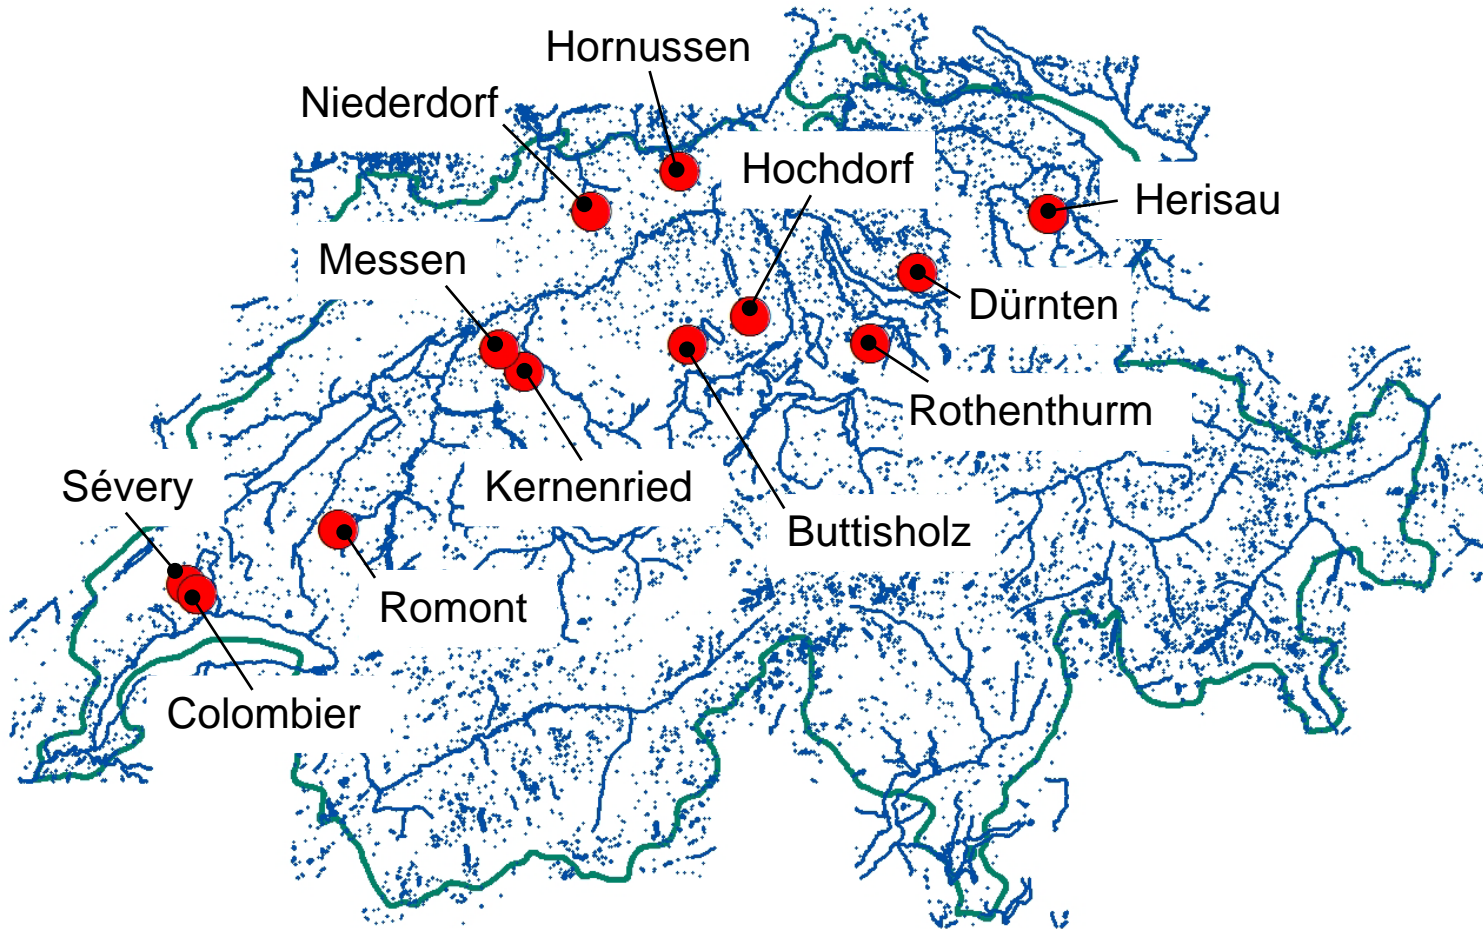 Hornussen
Niederdorf
Hochdorf
Herisau
Messen
Dürnten
Rothenthurm
Sévery
Kernenried
Buttisholz
Romont
Colombier